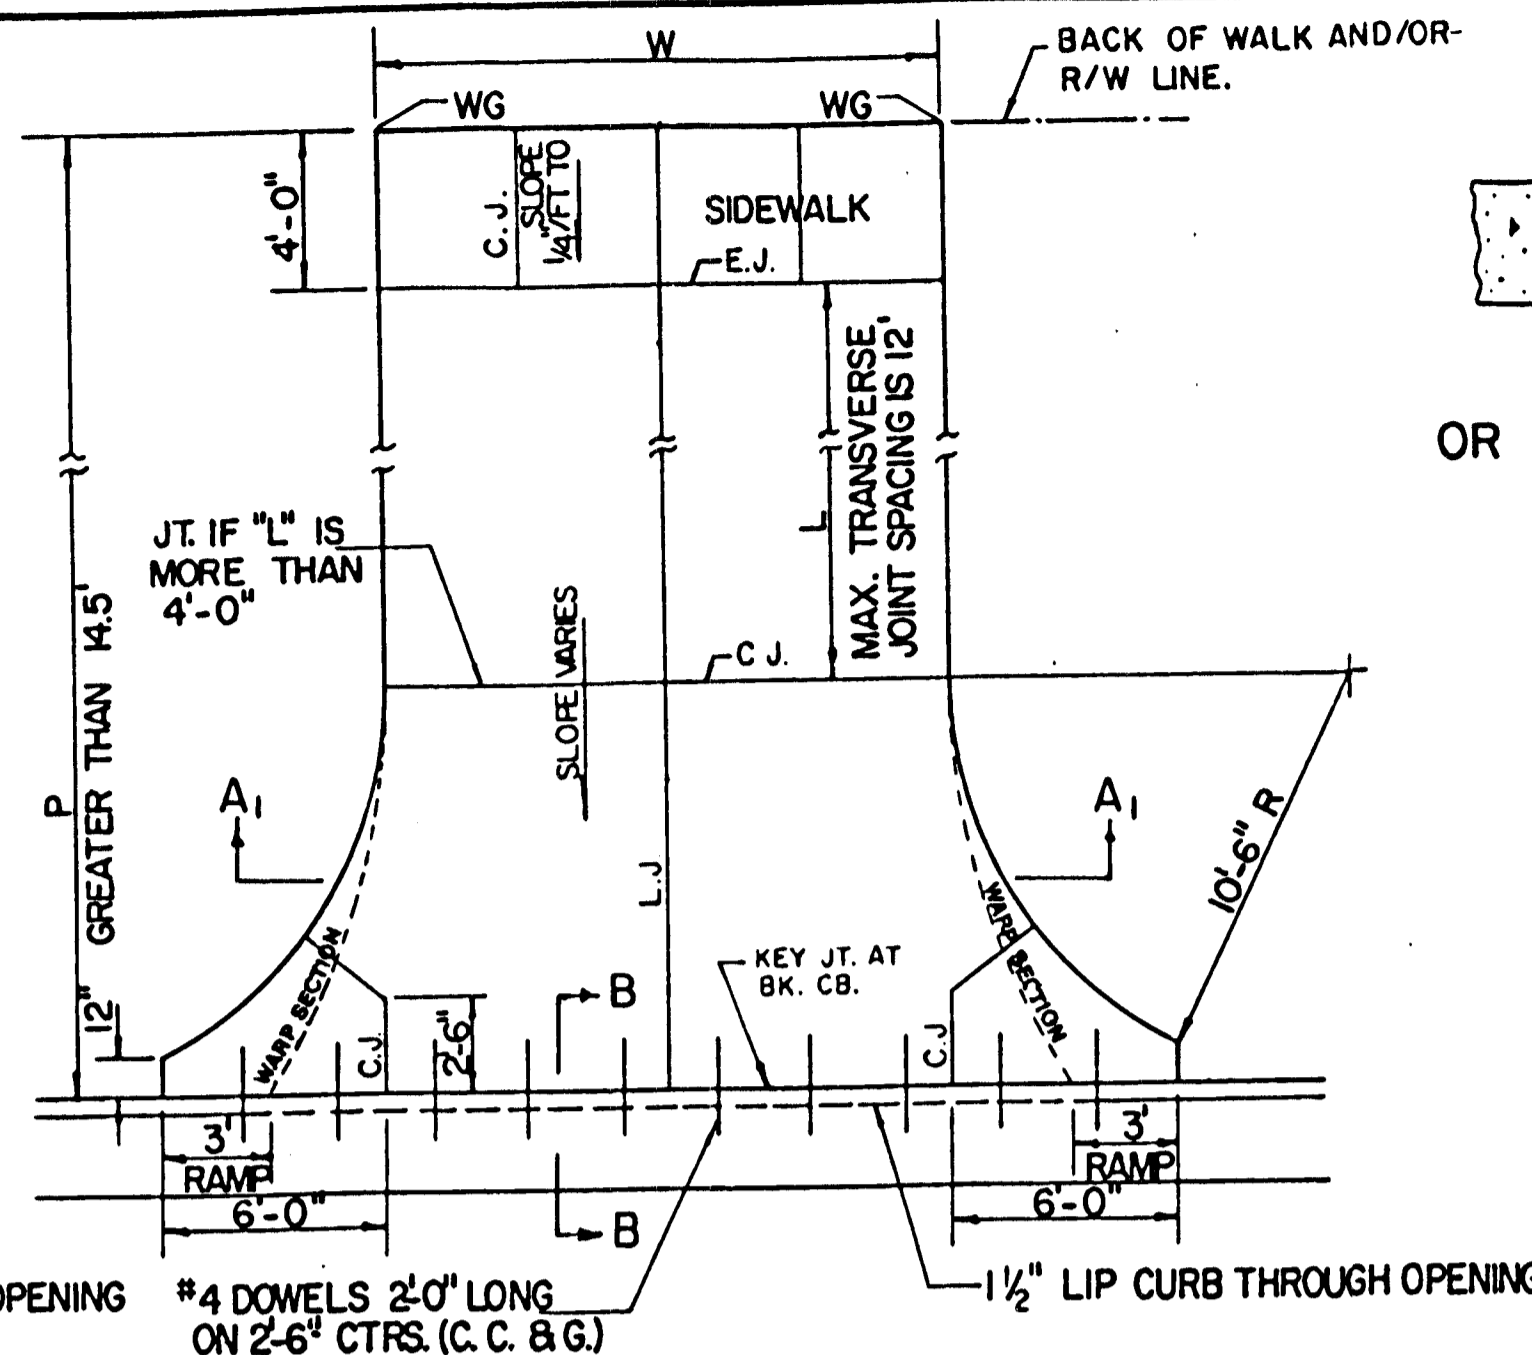 W
BACK OF WALK AND/OR-
R/W LINE.
WG
WG
4'-0"
C. J.
SLOPE
1/4"/FT TO
SIDEWALK
E.J.
MAX. TRANSVERSE
JOINT SPACING IS 12'
L
OR
JT. IF "L" IS
MORE THAN
4'-0"
SLOPE VARIES
C J.
P
GREATER THAN 14.5'
A1
A1
10'-6" R
L.J
WARP SECTION
WARP SECTION
KEY JT. AT
BK. CB.
12"
B
2'-6"
C.J.
C.J
3'
RAMP
6'-0"
3'
RAMP
6'-0"
B
OPENING
#4 DOWELS 2'-0" LONG
ON 2'-6" CTRS. (C. C. & G.)
1 1/2" LIP CURB THROUGH OPENING